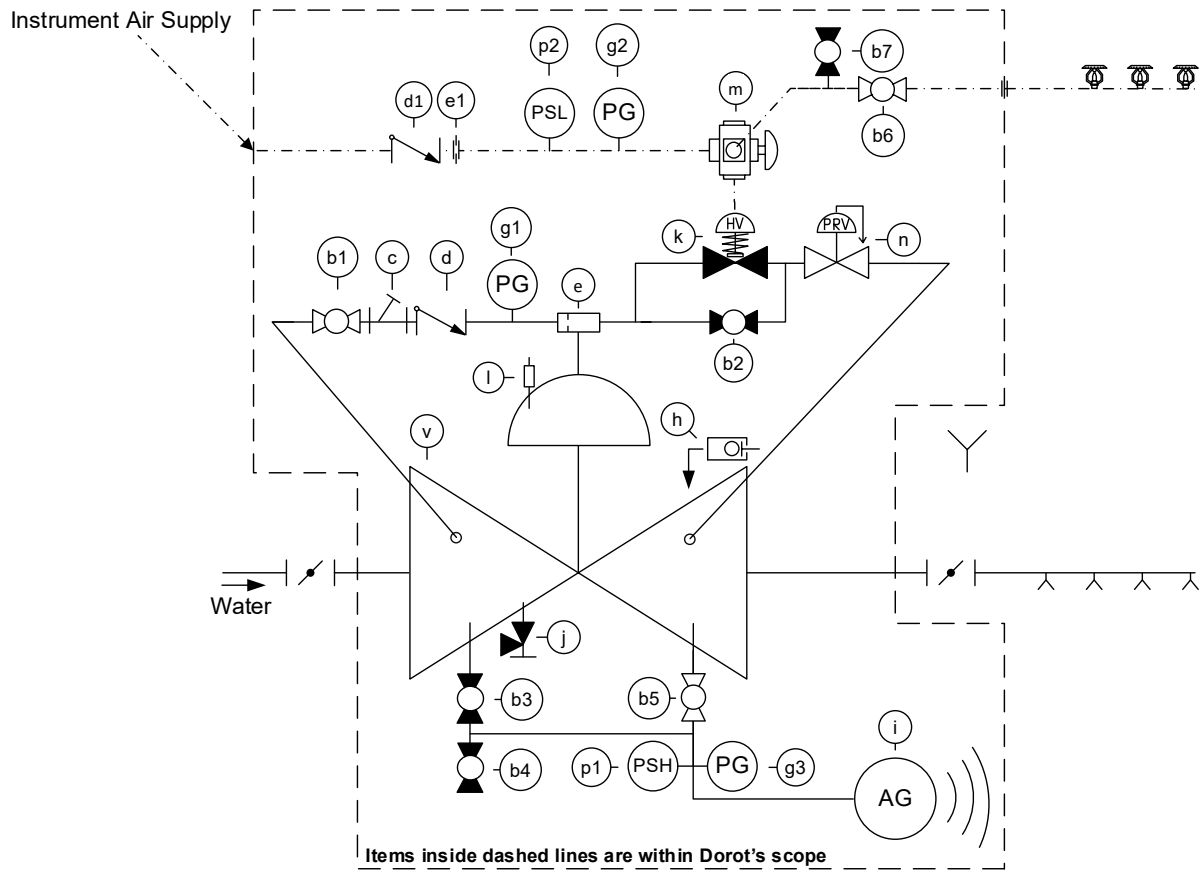 Instrument Air Supply
p2
g2
b7
d1
e1
m
PSL
PG
b6
g1
HV
PRV
k
n
b1
c
d
PG
e
b2
l
v
h
Water
j
b3
b5
i
b4
p1
PSH
PG
g3
AG
Items inside dashed lines are within Dorot's scope